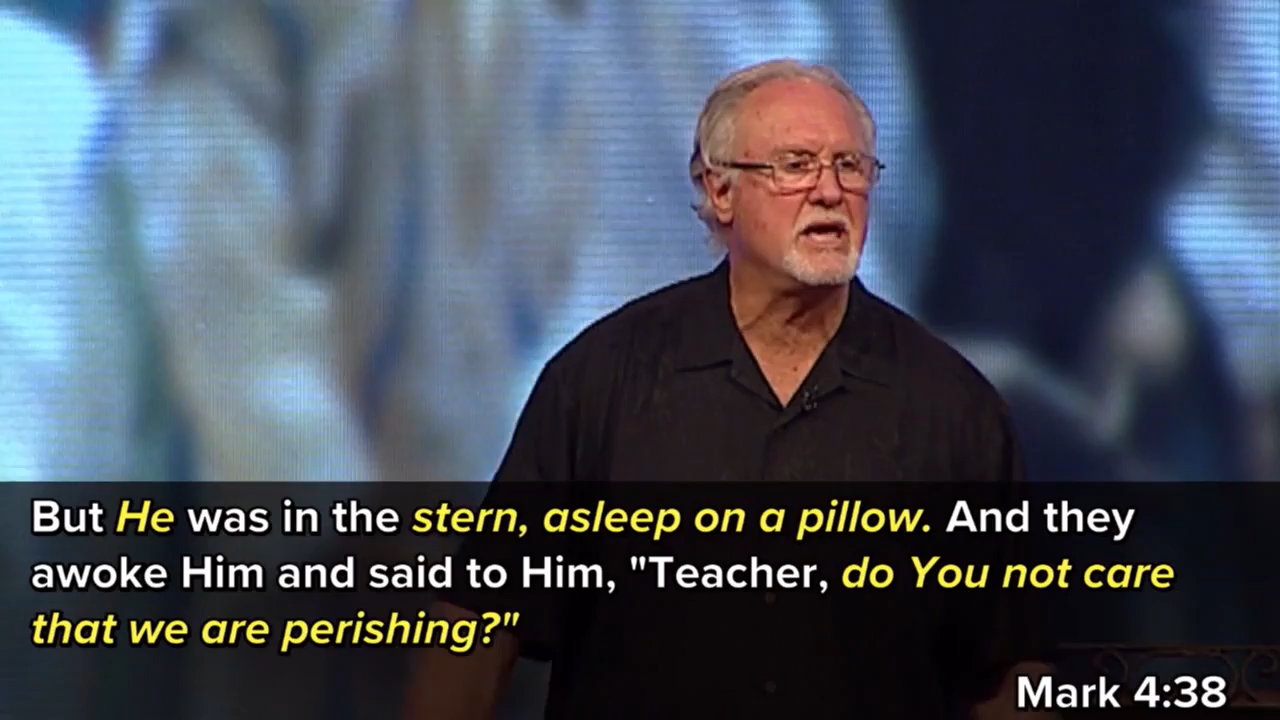 But He was in the stern, asleep on a pillow. And they
awoke Him and said to Him, "Teacher, do You not care
that we are perishing?"
Mark 4:38